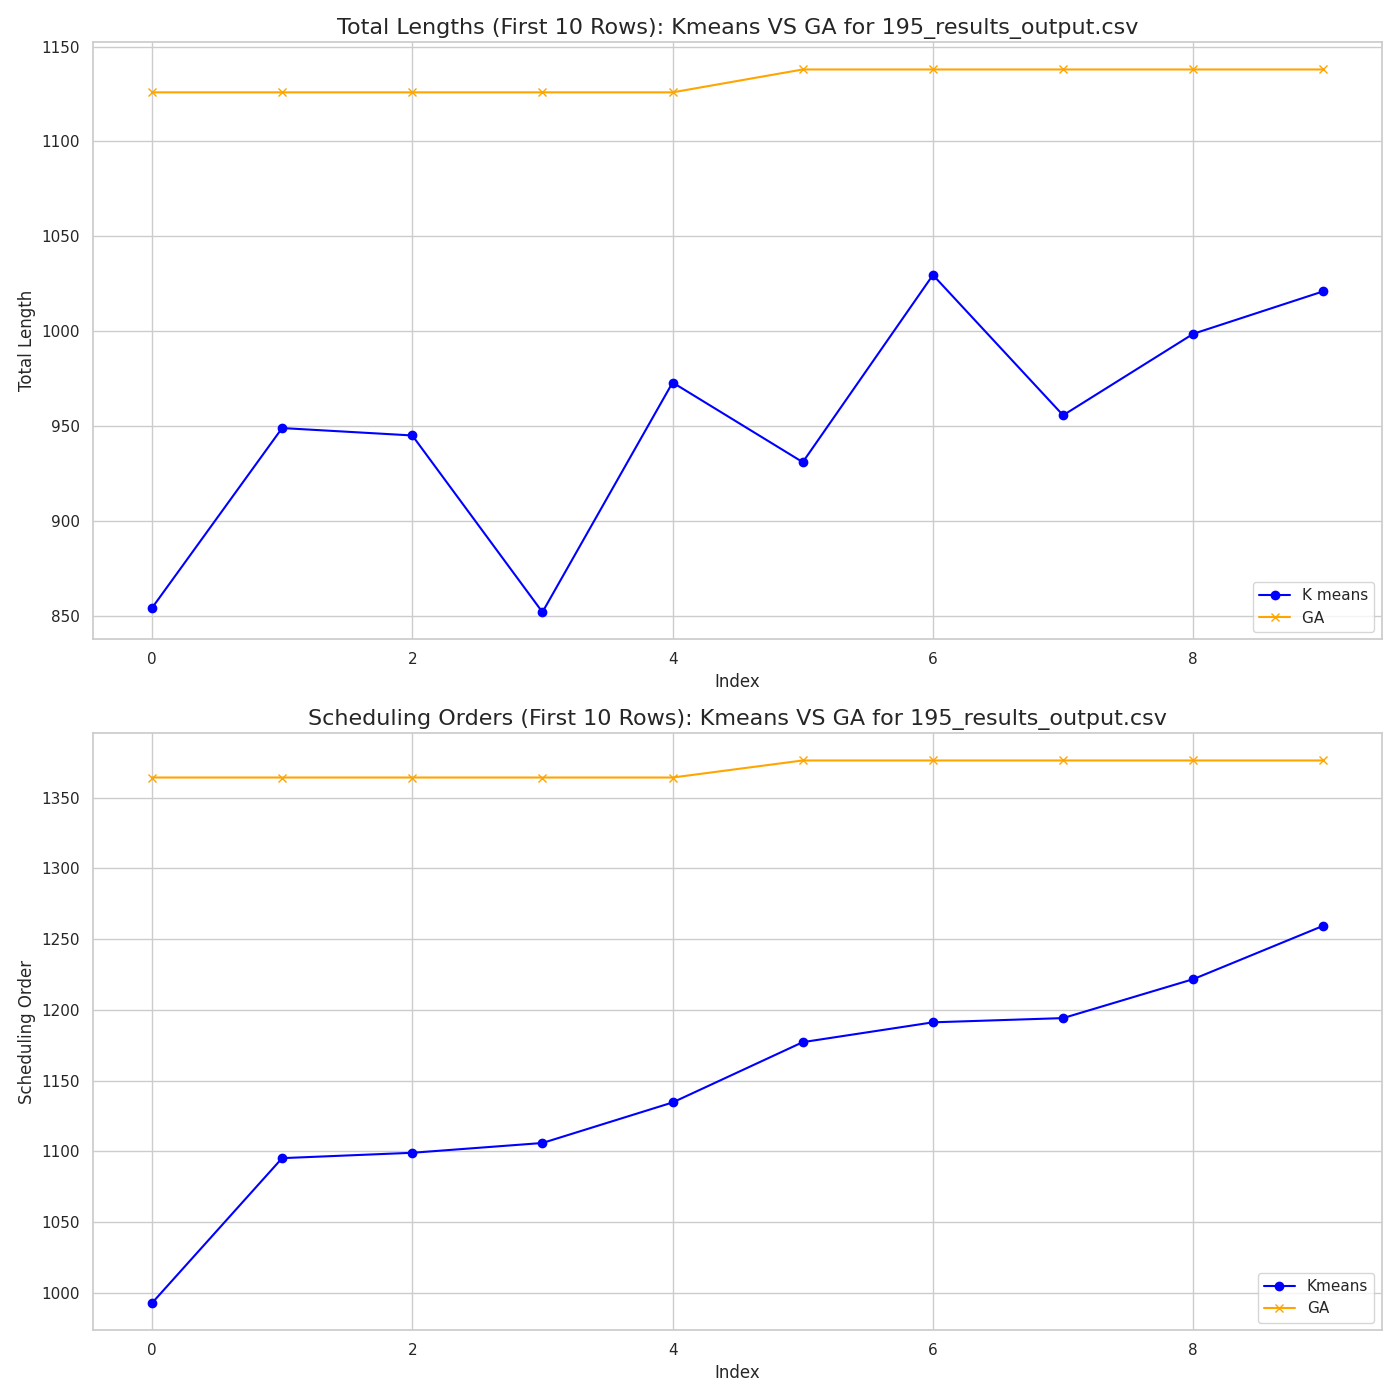 Total Lengths (First 10 Rows): Kmeans VS GA for 195_results_output.csv
1150
1100
1050
1000
950
900
850
Total Length
K means
GA
0 2 4 6 8
Index
Scheduling Orders (First 10 Rows): Kmeans VS GA for 195_results_output.csv
1350
1300
1250
1200
1150
1100
1050
1000
Scheduling Order
Kmeans
GA
0 2 4 6 8
Index